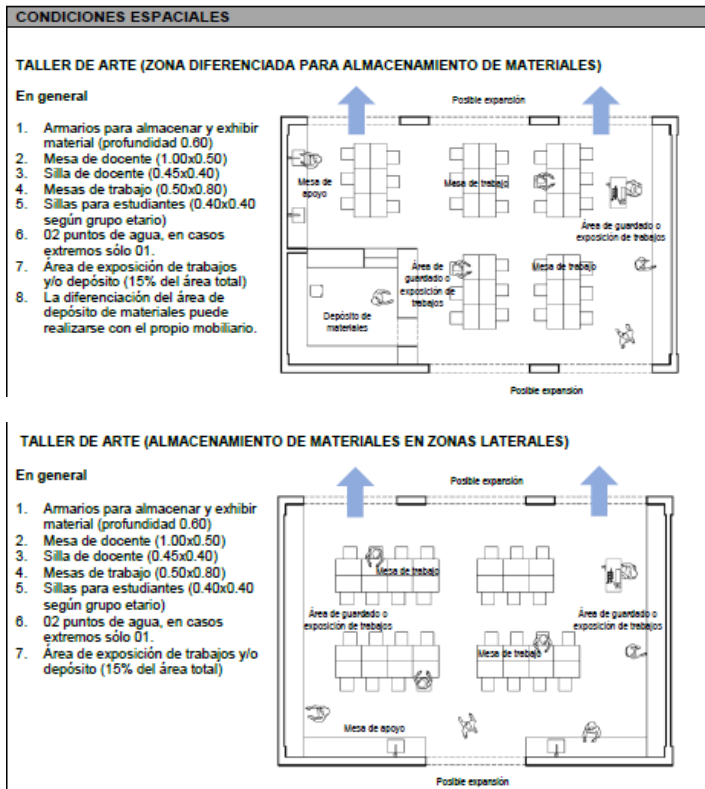 CONDICIONES ESPACIALES
TALLER DE ARTE (ZONA DIFERENCIADA PARA ALMACENAMIENTO DE MATERIALES)
En general
1. Armarios para almacenar y exhibir
material (profundidad 0.60)
2. Mesa de docente (1.00x0.50)
3. Silla de docente (0.45x0.40)
4. Mesas de trabajo (0.50x0.80)
5. Sillas para estudiantes (0.40x0.40
según grupo etario)
6. 02 puntos de agua, en casos
extremos sólo 01.
7. Área de exposición de trabajos
y/o depósito (15% del área total)
8. La diferenciación del área de
depósito de materiales puede
realizarse con el propio mobiliario.
Posible expansión
Mesa de
apoyo
Mesa de trabajo
Área de guardado o
exposición de trabajos
Área de
guardado o
exposición de
trabajos
Mesa de trabajo
Depósito de
materiales
Posible expansión
TALLER DE ARTE (ALMACENAMIENTO DE MATERIALES EN ZONAS LATERALES)
En general
1. Armarios para almacenar y exhibir
material (profundidad 0.60)
2. Mesa de docente (1.00x0.50)
3. Silla de docente (0.45x0.40)
4. Mesas de trabajo (0.50x0.80)
5. Sillas para estudiantes (0.40x0.40
según grupo etario)
6. 02 puntos de agua, en casos
extremos sólo 01.
7. Área de exposición de trabajos y/o
depósito (15% del área total)
Posible expansión
Mesa de trabajo
Área de guardado o
exposición de trabajos
Área de guardado o
exposición de trabajos
Mesa de trabajo
Mesa de apoyo
Posible expansión